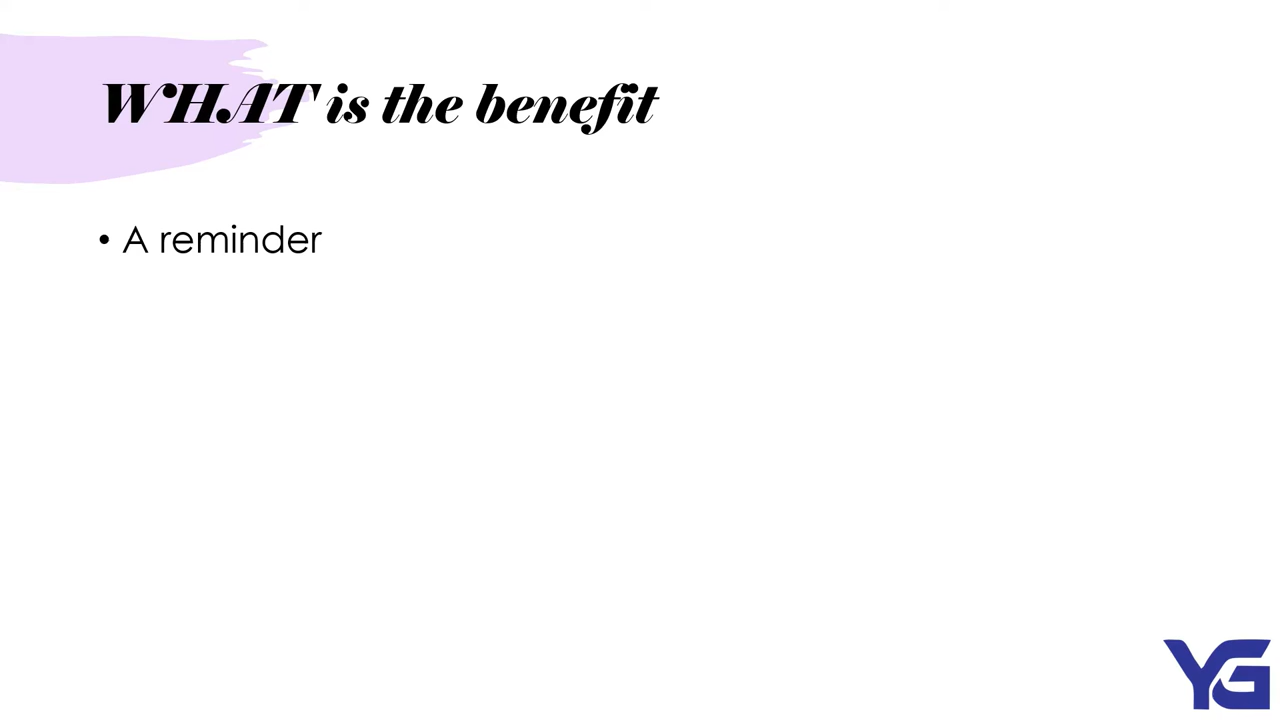 WHAT is the benefit
• A reminder
YG